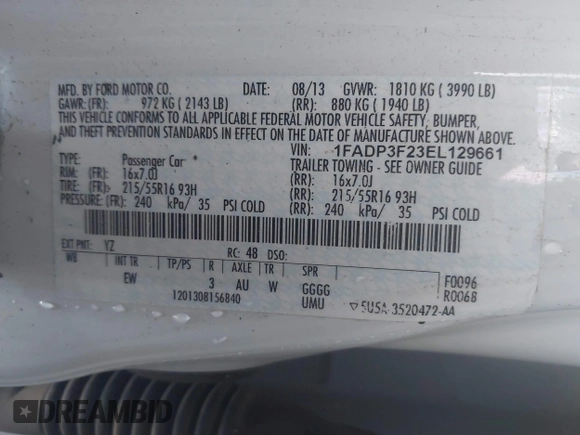 MFD. BY FORD MOTOR CO. DATE: 08/13 GVWR: 1810 KG ( 3990 LB)
GAWR: (FR): 972 KG ( 2143 LB) (RR): 880 KG ( 1940 LB)
THIS VEHICLE CONFORMS TO ALL APPLICABLE FEDERAL MOTOR VEHICLE SAFETY, BUMPER,
AND THEFT PREVENTION STANDARDS IN EFFECT ON THE DATE OF MANUFACTURE SHOWN ABOVE.
VIN: 1FADP3F23EL129661
TYPE: Passenger Car * TRAILER TOWING - SEE OWNER GUIDE
RIM: (FR) 16x7.0J (RR): 16x7.0J
TIRE: (FR) 215/55R16 93H (RR): 215/55R16 93H
PRESSURE: (FR): 240 kPa/ 35 PSI COLD (RR): 240 kPa/ 35 PSI COLD
EXT PNT: YZ RC: 48 DSO:
WB INT TR TP/PS R AXLE TR SPR F0096
EW 3 AU W GGGG R0068
1201308156840 UMU ▽ SU5A-3520472-AA
DREAMBID